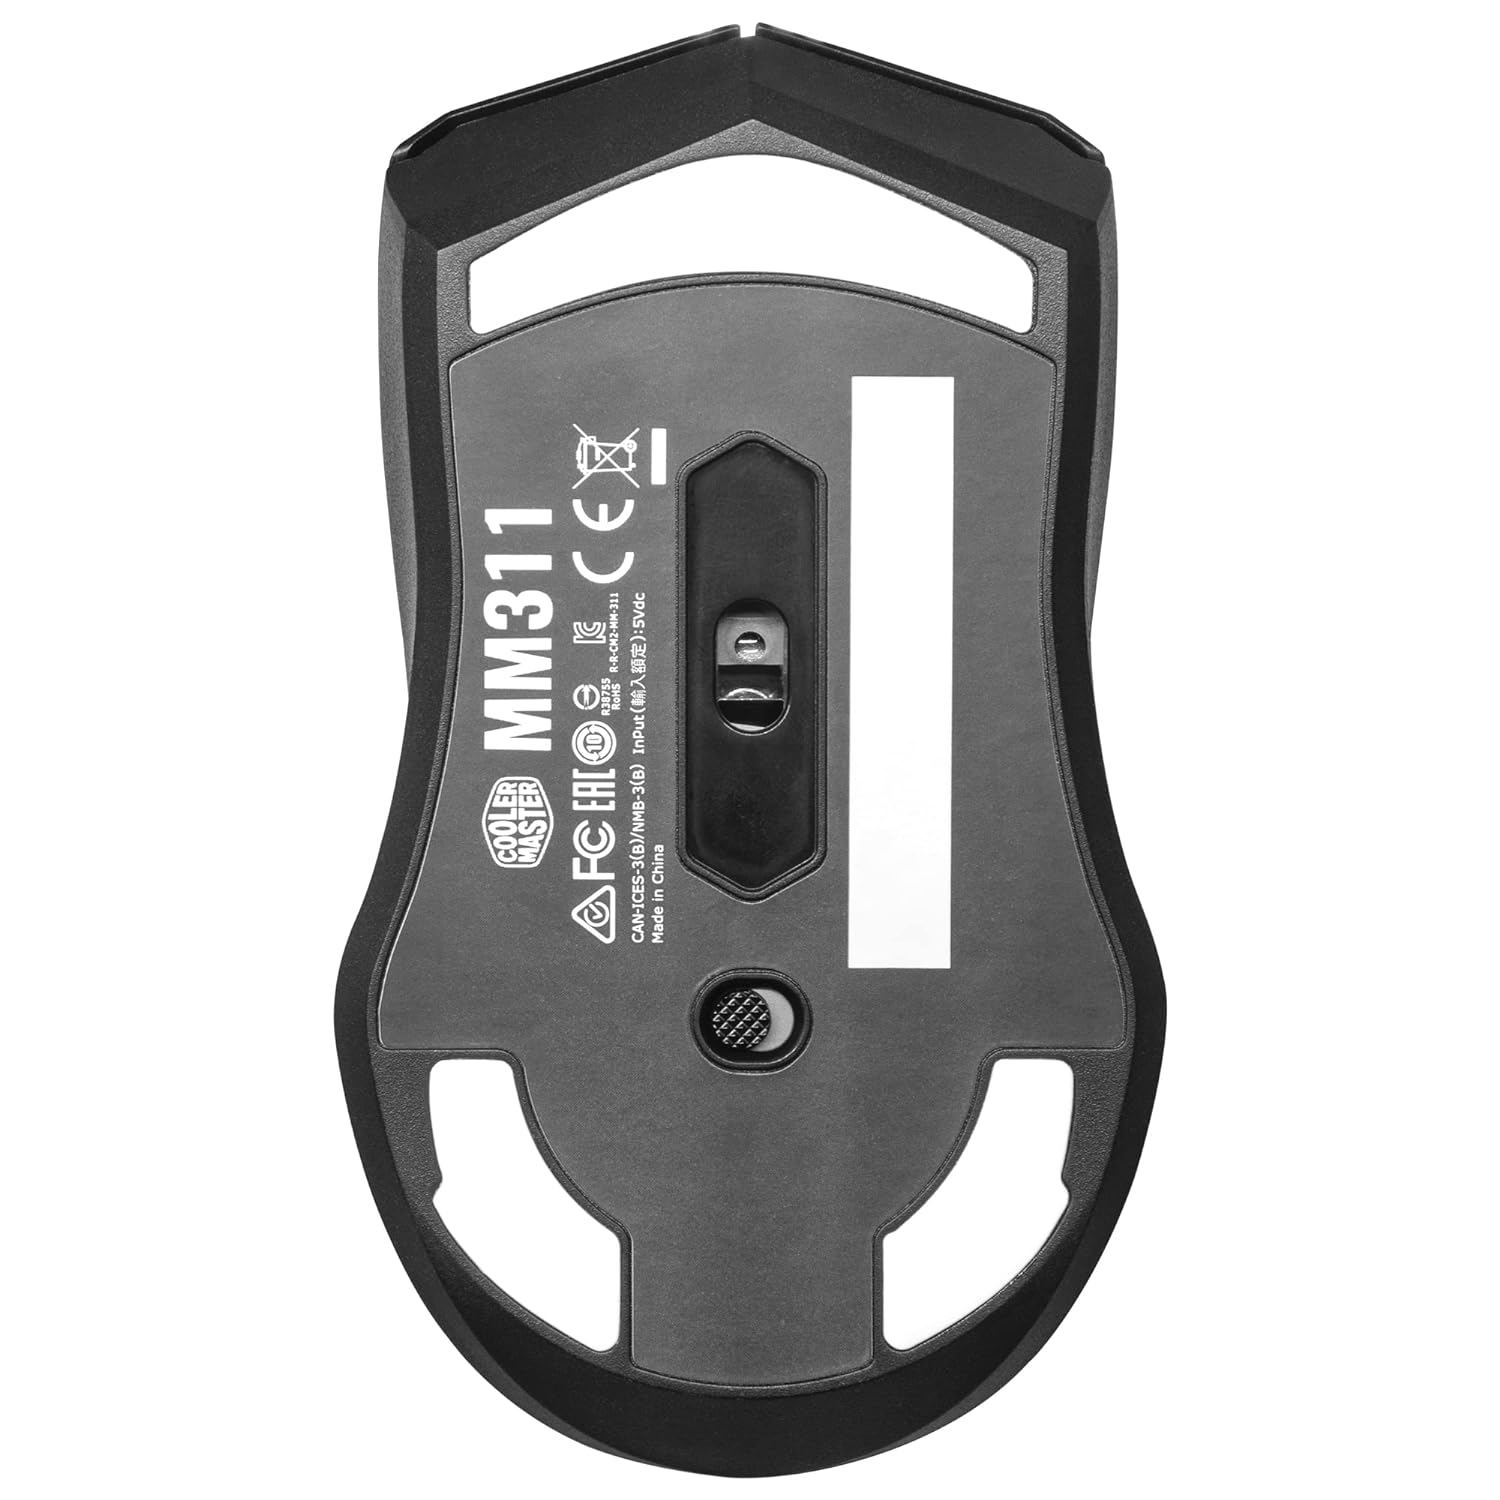 COOLER
MASTER
MM311
FC EAC 10 CE
R38755
RoHS
R-R-CM2-MM-311
CAN-ICES-3(B)/NMB-3(B) InPut(輸入額定):5Vdc
Made in China